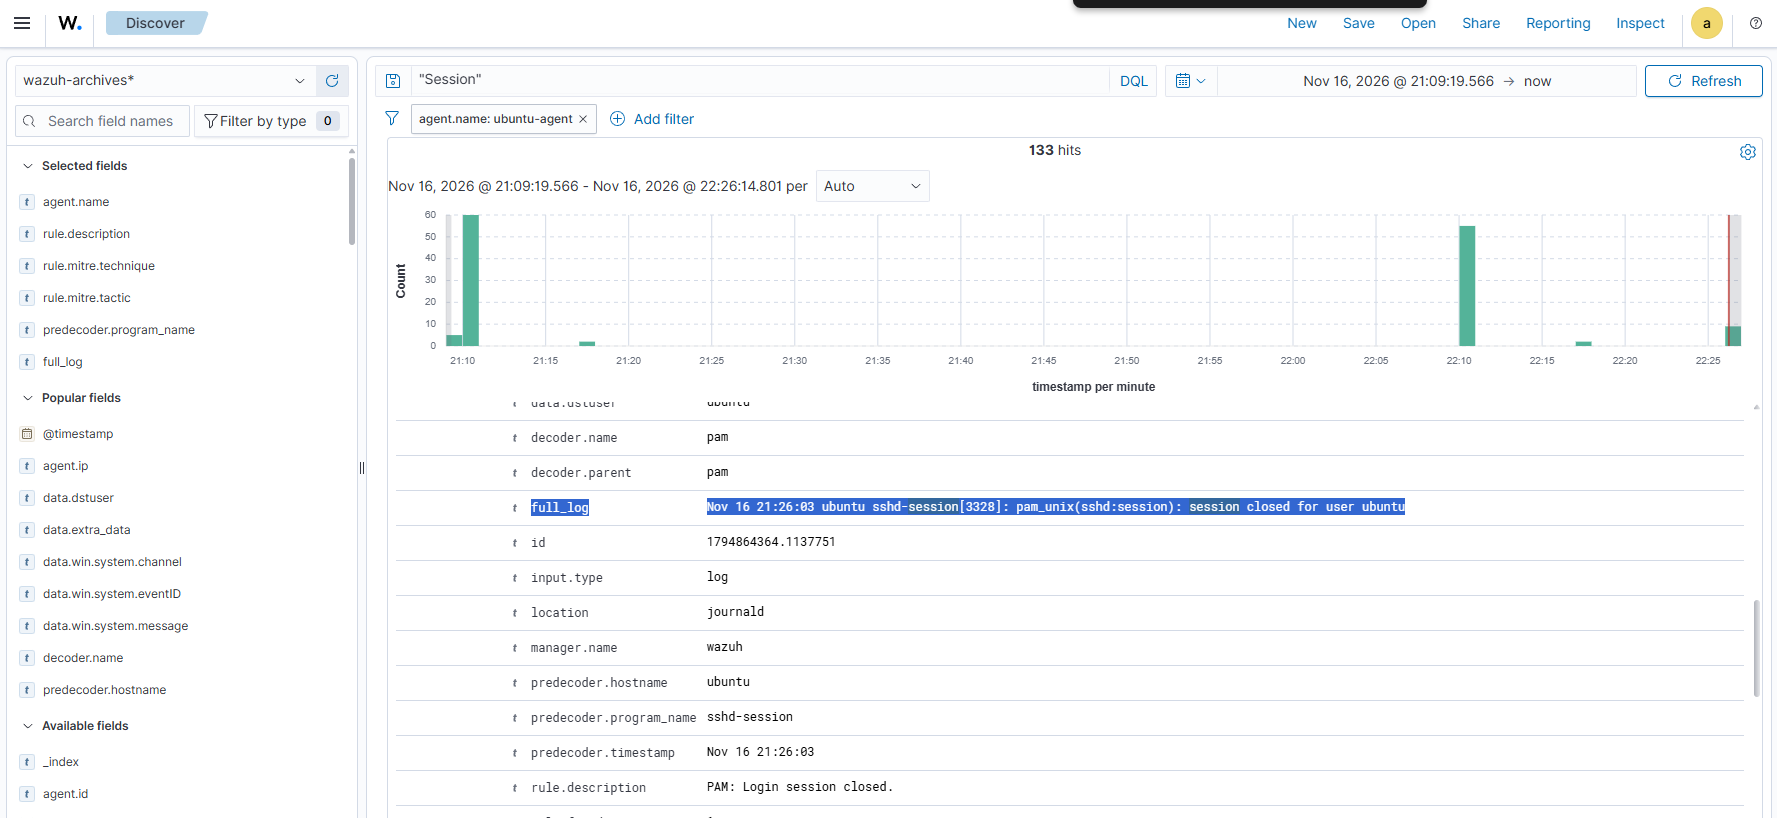 W.
Discover
New Save Open Share Reporting Inspect
a
wazuh-archives*
"Session"
DQL
Nov 16, 2026 @ 21:09:19.566 → now
Refresh
Search field names
Filter by type 0
agent.name: ubuntu-agent ×
Add filter
Selected fields
t agent.name
t rule.description
t rule.mitre.technique
t rule.mitre.tactic
t predecoder.program_name
t full_log
Popular fields
@timestamp
t agent.ip
t data.dstuser
t data.extra_data
t data.win.system.channel
t data.win.system.eventID
t data.win.system.message
t decoder.name
t predecoder.hostname
Available fields
t _index
t agent.id
133 hits
Nov 16, 2026 @ 21:09:19.566 - Nov 16, 2026 @ 22:26:14.801 per Auto
Count
60
50
40
30
20
10
0
21:10 21:15 21:20 21:25 21:30 21:35 21:40 21:45 21:50 21:55 22:00 22:05 22:10 22:15 22:20 22:25
timestamp per minute
t data.dstuser ubuntu
t decoder.name pam
t decoder.parent pam
t full_log Nov 16 21:26:03 ubuntu sshd-session[3328]: pam_unix(sshd:session): session closed for user ubuntu
t id 1794864364.1137751
t input.type log
t location journald
t manager.name wazuh
t predecoder.hostname ubuntu
t predecoder.program_name sshd-session
t predecoder.timestamp Nov 16 21:26:03
t rule.description PAM: Login session closed.